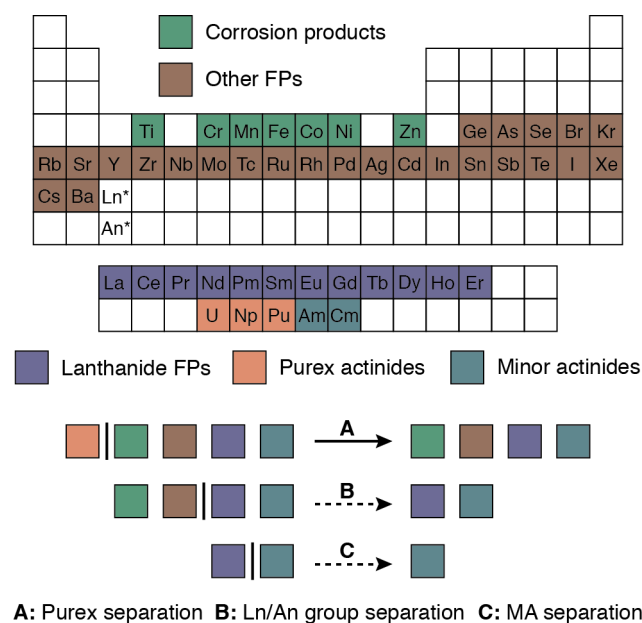 Corrosion products
Other FPs
Ti Cr Mn Fe Co Ni Zn Ge As Se Br Kr
Rb Sr Y Zr Nb Mo Tc Ru Rh Pd Ag Cd In Sn Sb Te I Xe
Cs Ba Ln*
An*
La Ce Pr Nd Pm Sm Eu Gd Tb Dy Ho Er
U Np Pu Am Cm
Lanthanide FPs Purex actinides Minor actinides
A
B
C
A: Purex separation B: Ln/An group separation C: MA separation